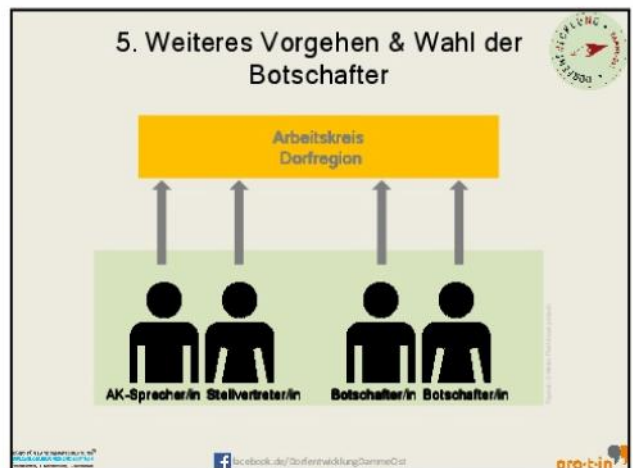 5. Weiteres Vorgehen & Wahl der
Botschafter
Arbeitskreis
Dorfregion
AK-Sprecher/in Stellvertreter/in Botschafter/in Botschafter/in
facebook.de/DorfentwicklungDammeOst
pro-t-in